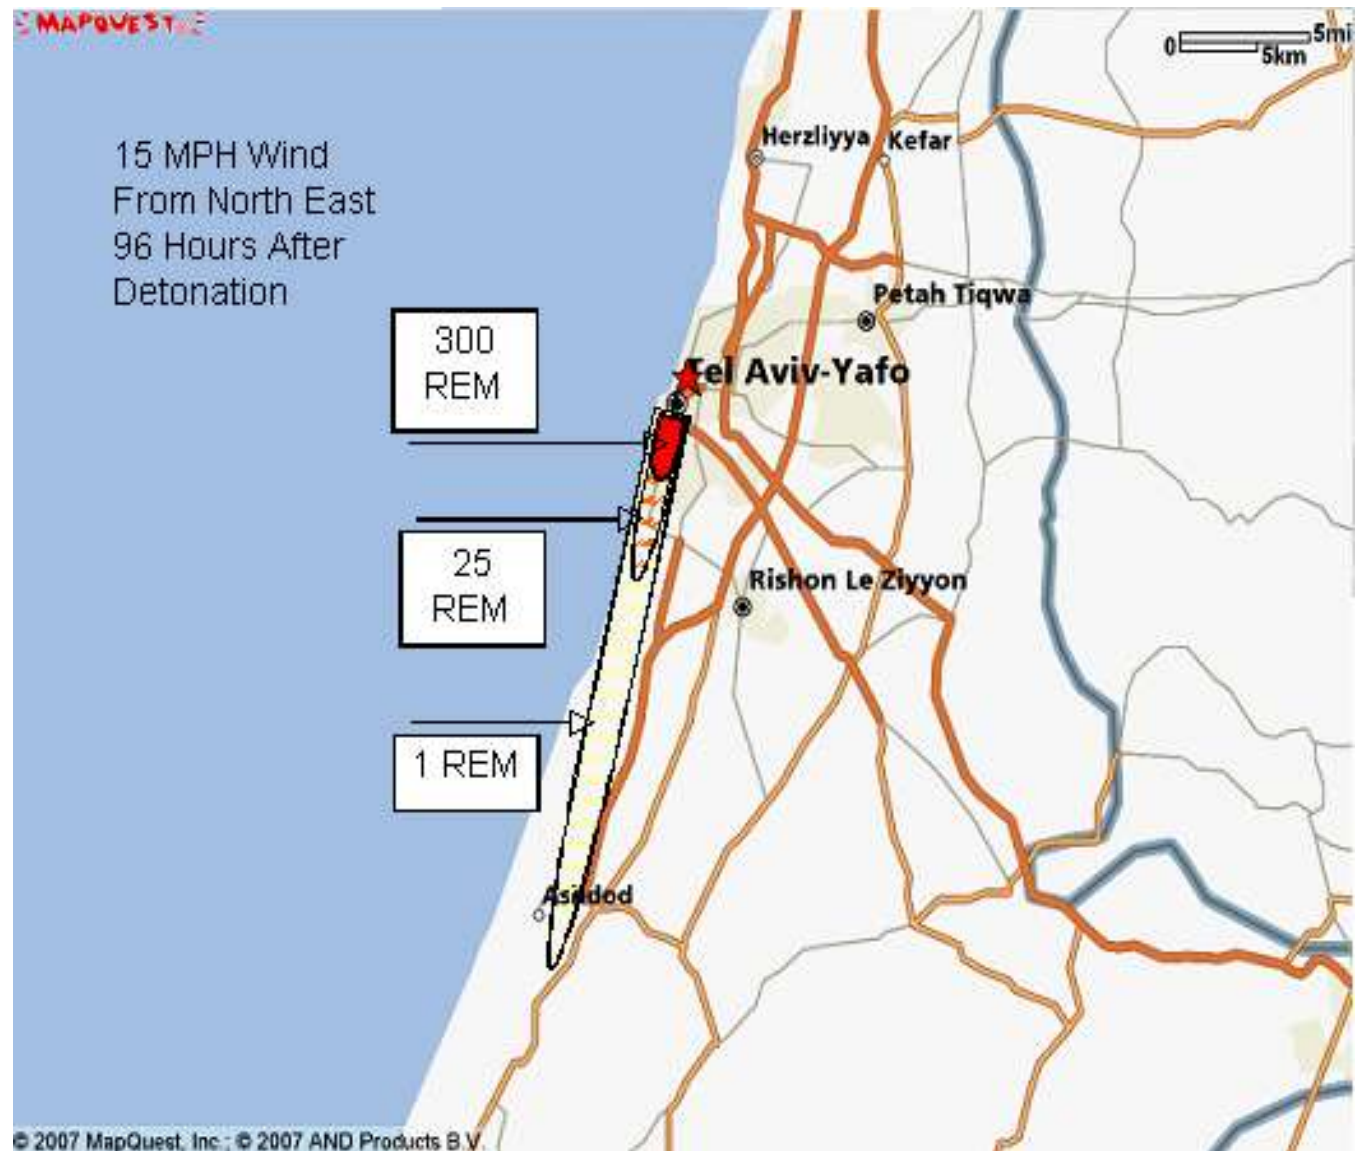 MAPQUEST
0 5mi
5km
15 MPH Wind
From North East
96 Hours After
Detonation
Herzliyya Kefar
Petah Tiqwa
300
REM
Tel Aviv-Yafo
25
REM
Rishon Le Ziyyon
1 REM
Ashdod
© 2007 MapQuest, Inc.; © 2007 AND Products B.V.